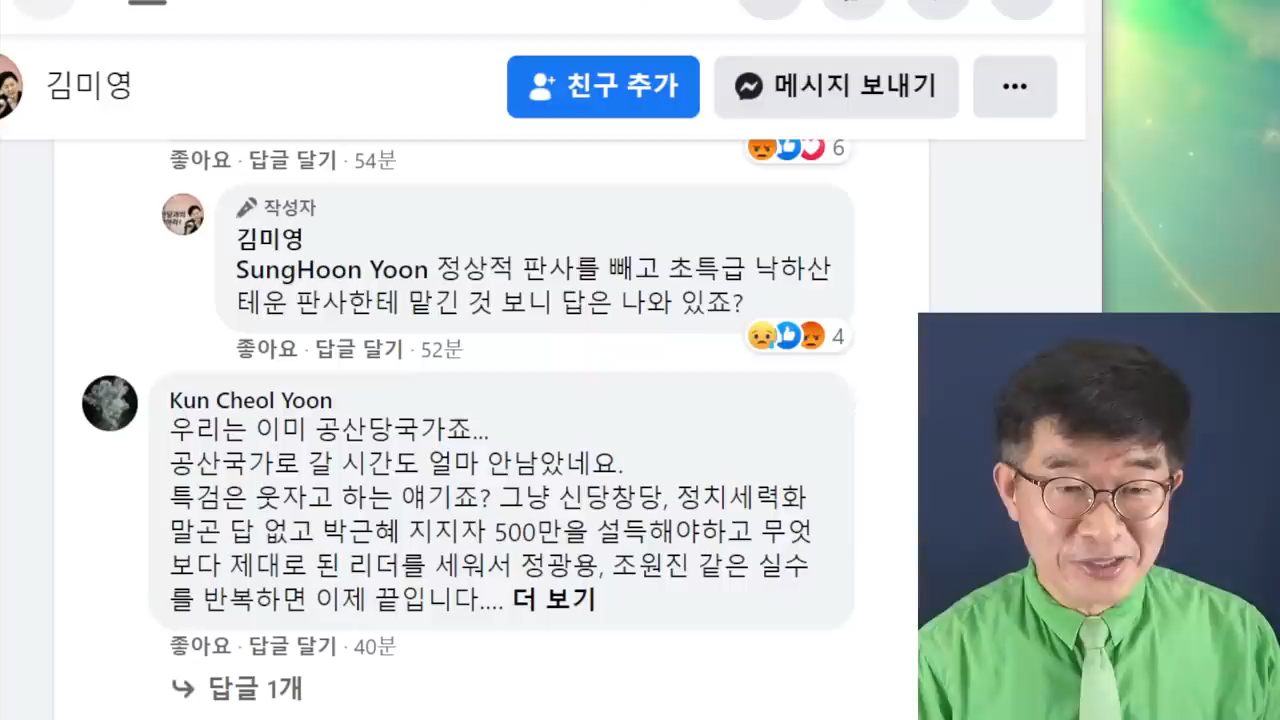 김미영
친구 추가
메시지 보내기
좋아요 · 답글 달기 · 54분
6
작성자
김미영
SungHoon Yoon 정상적 판사를 빼고 초특급 낙하산
테운 판사한테 맡긴 것 보니 답은 나와 있죠?
좋아요 · 답글 달기 · 52분
4
Kun Cheol Yoon
우리는 이미 공산당국가죠...
공산국가로 갈 시간도 얼마 안남았네요.
특검은 웃자고 하는 얘기죠? 그냥 신당창당, 정치세력화
말곤 답 없고 박근혜 지지자 500만을 설득해야하고 무엇
보다 제대로 된 리더를 세워서 정광용, 조원진 같은 실수
를 반복하면 이제 끝입니다.... 더 보기
좋아요 · 답글 달기 · 40분
답글 1개